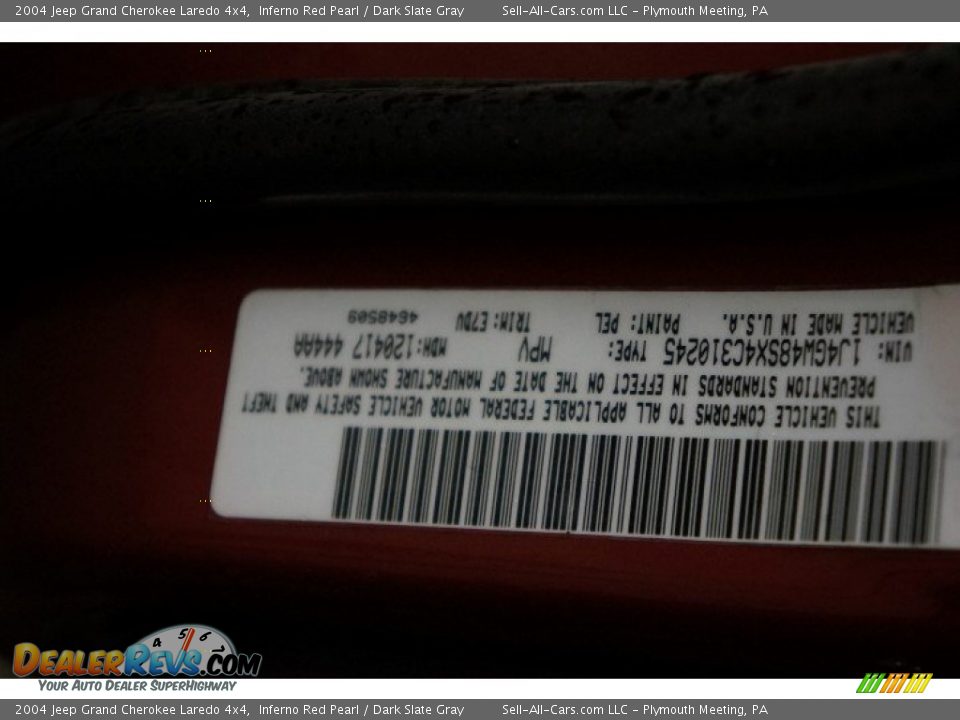 2004 Jeep Grand Cherokee Laredo 4x4, Inferno Red Pearl / Dark Slate Gray Sell-All-Cars.com LLC - Plymouth Meeting, PA
THIS VEHICLE CONFORMS TO ALL APPLICABLE FEDERAL MOTOR VEHICLE SAFETY AND THEFT
PREVENTION STANDARDS IN EFFECT ON THE DATE OF MANUFACTURE SHOWN ABOVE.
VIN: 1J4GW48SX4C310245 TYPE: MPV MDH:120417 444AA
VEHICLE MADE IN U.S.A. PAINT: PEL TRIM: E7DV 4648509
4 5 6
DEALERREVS.COM
YOUR AUTO DEALER SUPERHIGHWAY
2004 Jeep Grand Cherokee Laredo 4x4, Inferno Red Pearl / Dark Slate Gray Sell-All-Cars.com LLC - Plymouth Meeting, PA